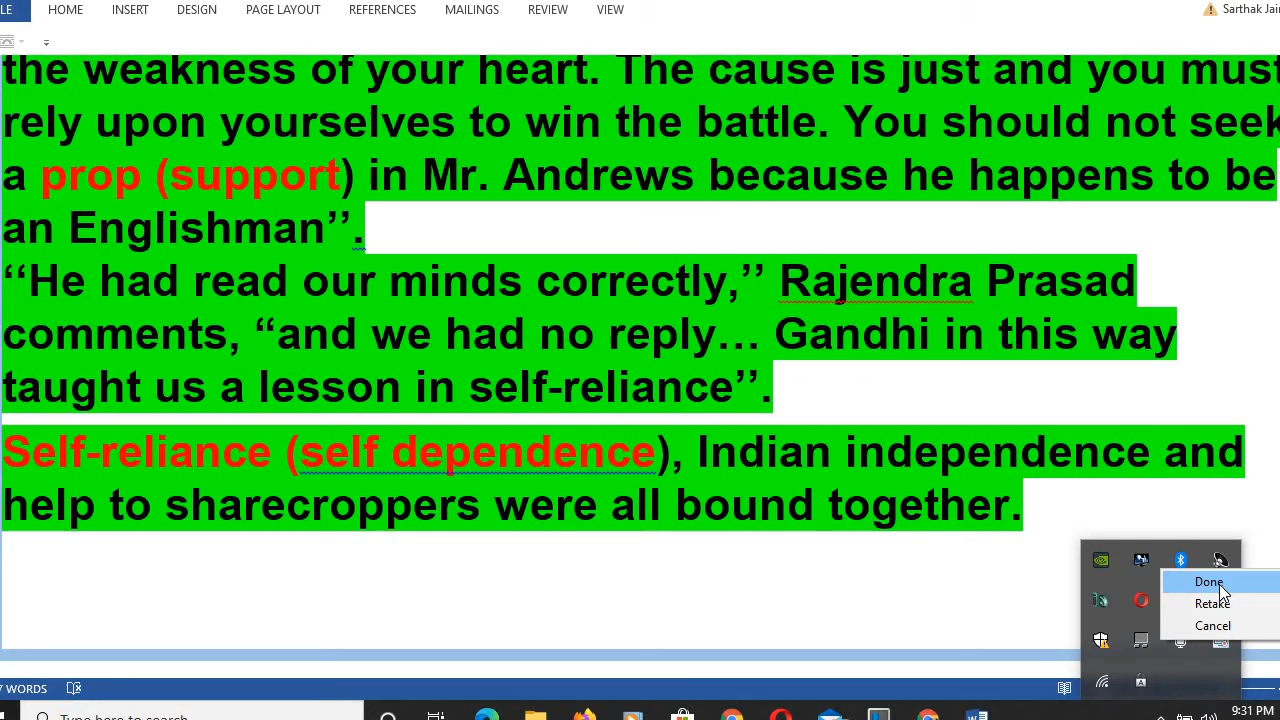 LE HOME INSERT DESIGN PAGE LAYOUT REFERENCES MAILINGS REVIEW VIEW Sarthak Jai
the weakness of your heart. The cause is just and you must
rely upon yourselves to win the battle. You should not seek
a prop (support) in Mr. Andrews because he happens to be
an Englishman’’.
‘‘He had read our minds correctly,’’ Rajendra Prasad
comments, “and we had no reply… Gandhi in this way
taught us a lesson in self-reliance’’.
Self-reliance (self dependence), Indian independence and
help to sharecroppers were all bound together.
Done
Retake
Cancel
7 WORDS
Type here to search
9:31 PM